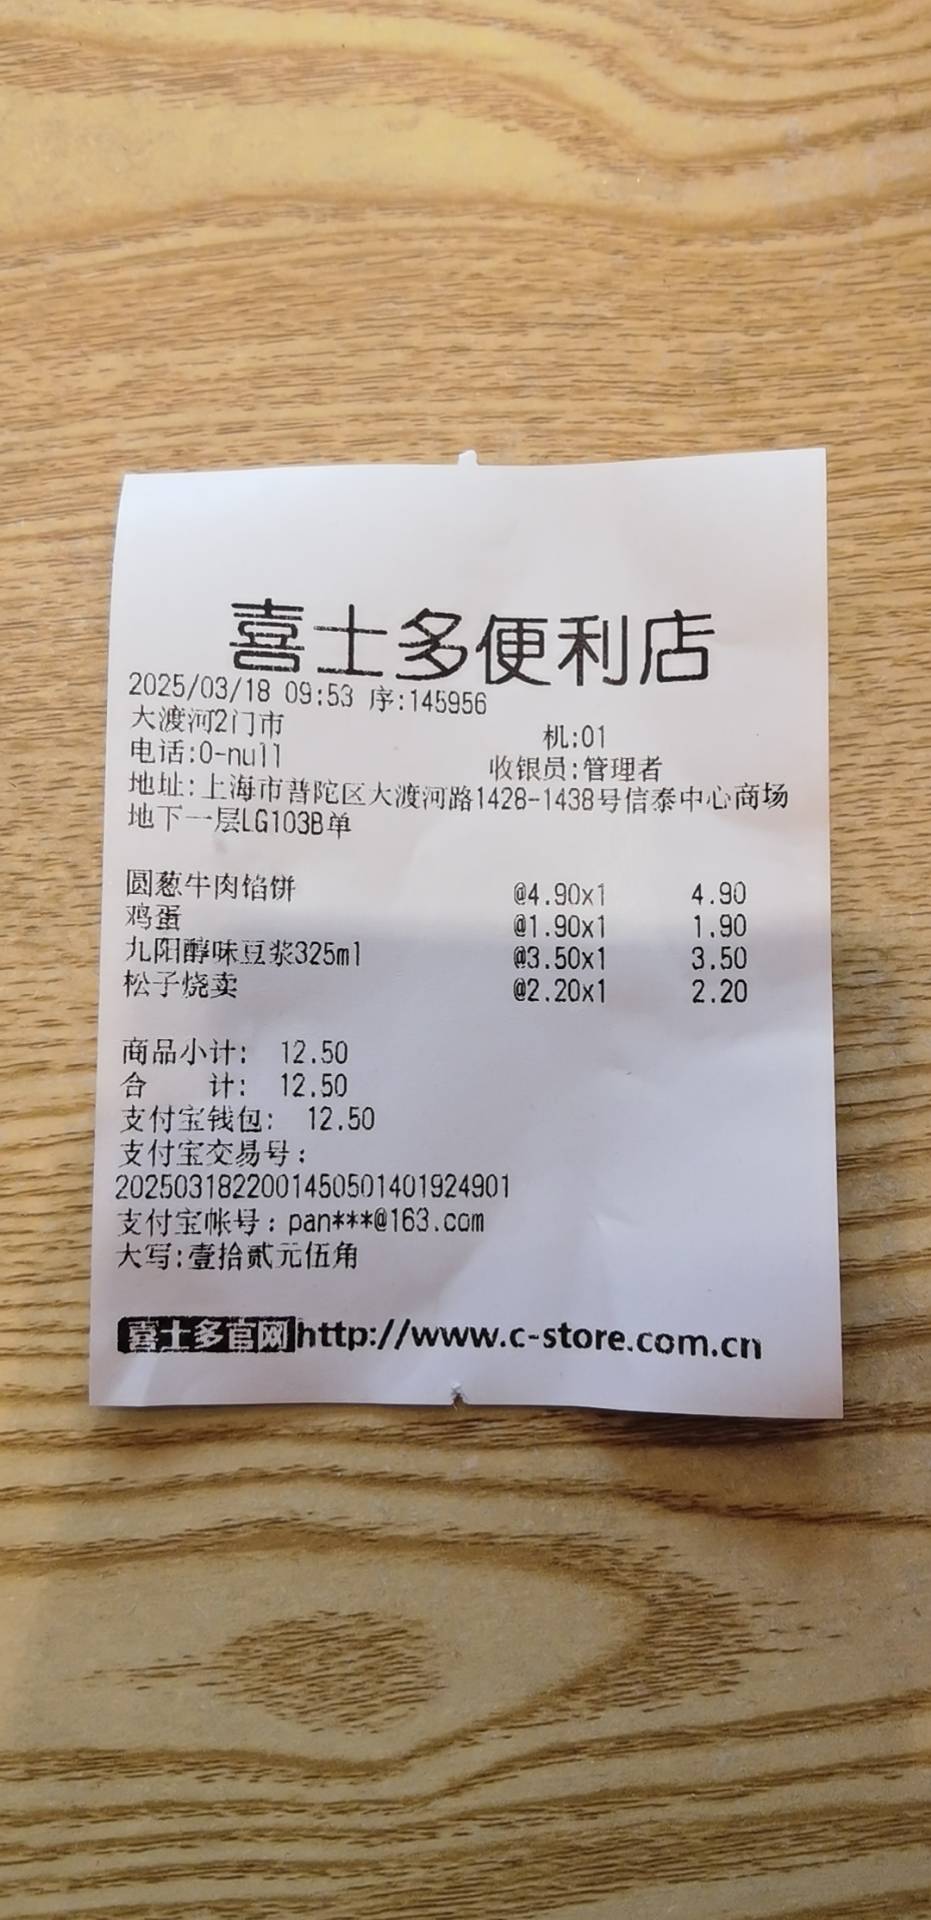 喜士多便利店
2025/03/18 09:53 序:145956
大渡河2门市 机:01
电话:0-null 收银员:管理者
地址:上海市普陀区大渡河路1428-1438号信泰中心商场
地下一层LG103B单
圆葱牛肉馅饼 @4.90x1 4.90
鸡蛋 @1.90x1 1.90
九阳醇味豆浆325ml @3.50x1 3.50
松子烧卖 @2.20x1 2.20
商品小计: 12.50
合 计: 12.50
支付宝钱包: 12.50
支付宝交易号:
2025031822001450501401924901
支付宝帐号:pan***@163.com
大写:壹拾贰元伍角
喜士多官网http://www.c-store.com.cn